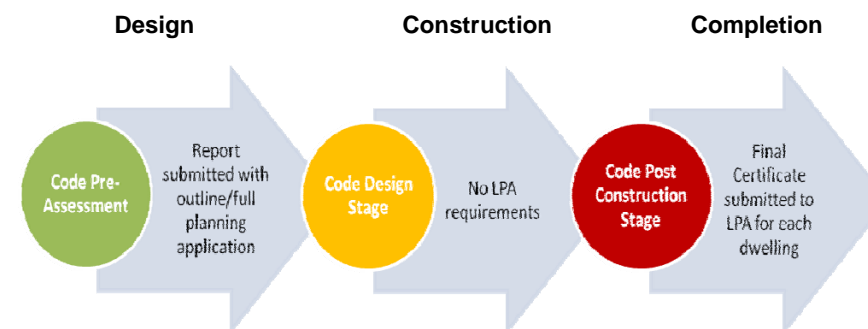 Design
Construction
Completion
Code Pre-
Assessment
Report
submitted with
outline/full
planning
application
Code Design
Stage
No LPA
requirements
Code Post
Construction
Stage
Final
Certificate
submitted to
LPA for each
dwelling